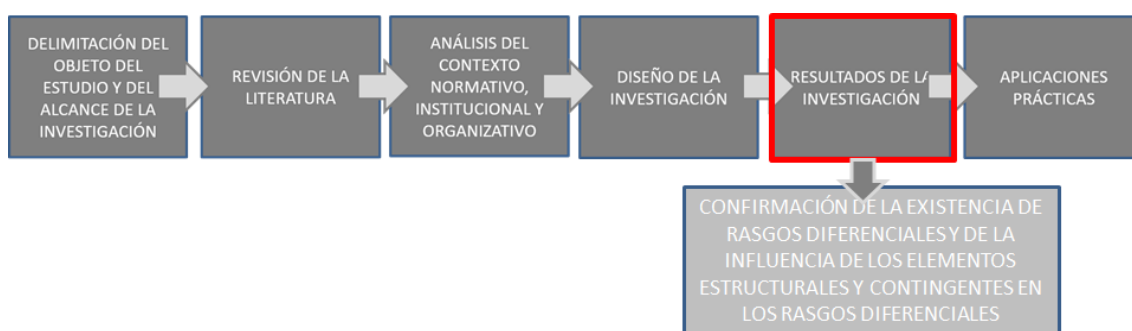 DELIMITACIÓN DEL
OBJETO DEL
ESTUDIO Y DEL
ALCANCE DE LA
INVESTIGACIÓN
REVISIÓN DE LA
LITERATURA
ANÁLISIS DEL
CONTEXTO
NORMATIVO,
INSTITUCIONAL Y
ORGANIZATIVO
DISEÑO DE LA
INVESTIGACIÓN
RESULTADOS DE LA
INVESTIGACIÓN
APLICACIONES
PRÁCTICAS
CONFIRMACIÓN DE LA EXISTENCIA DE
RASGOS DIFERENCIALES Y DE LA
INFLUENCIA DE LOS ELEMENTOS
ESTRUCTURALES Y CONTINGENTES EN
LOS RASGOS DIFERENCIALES